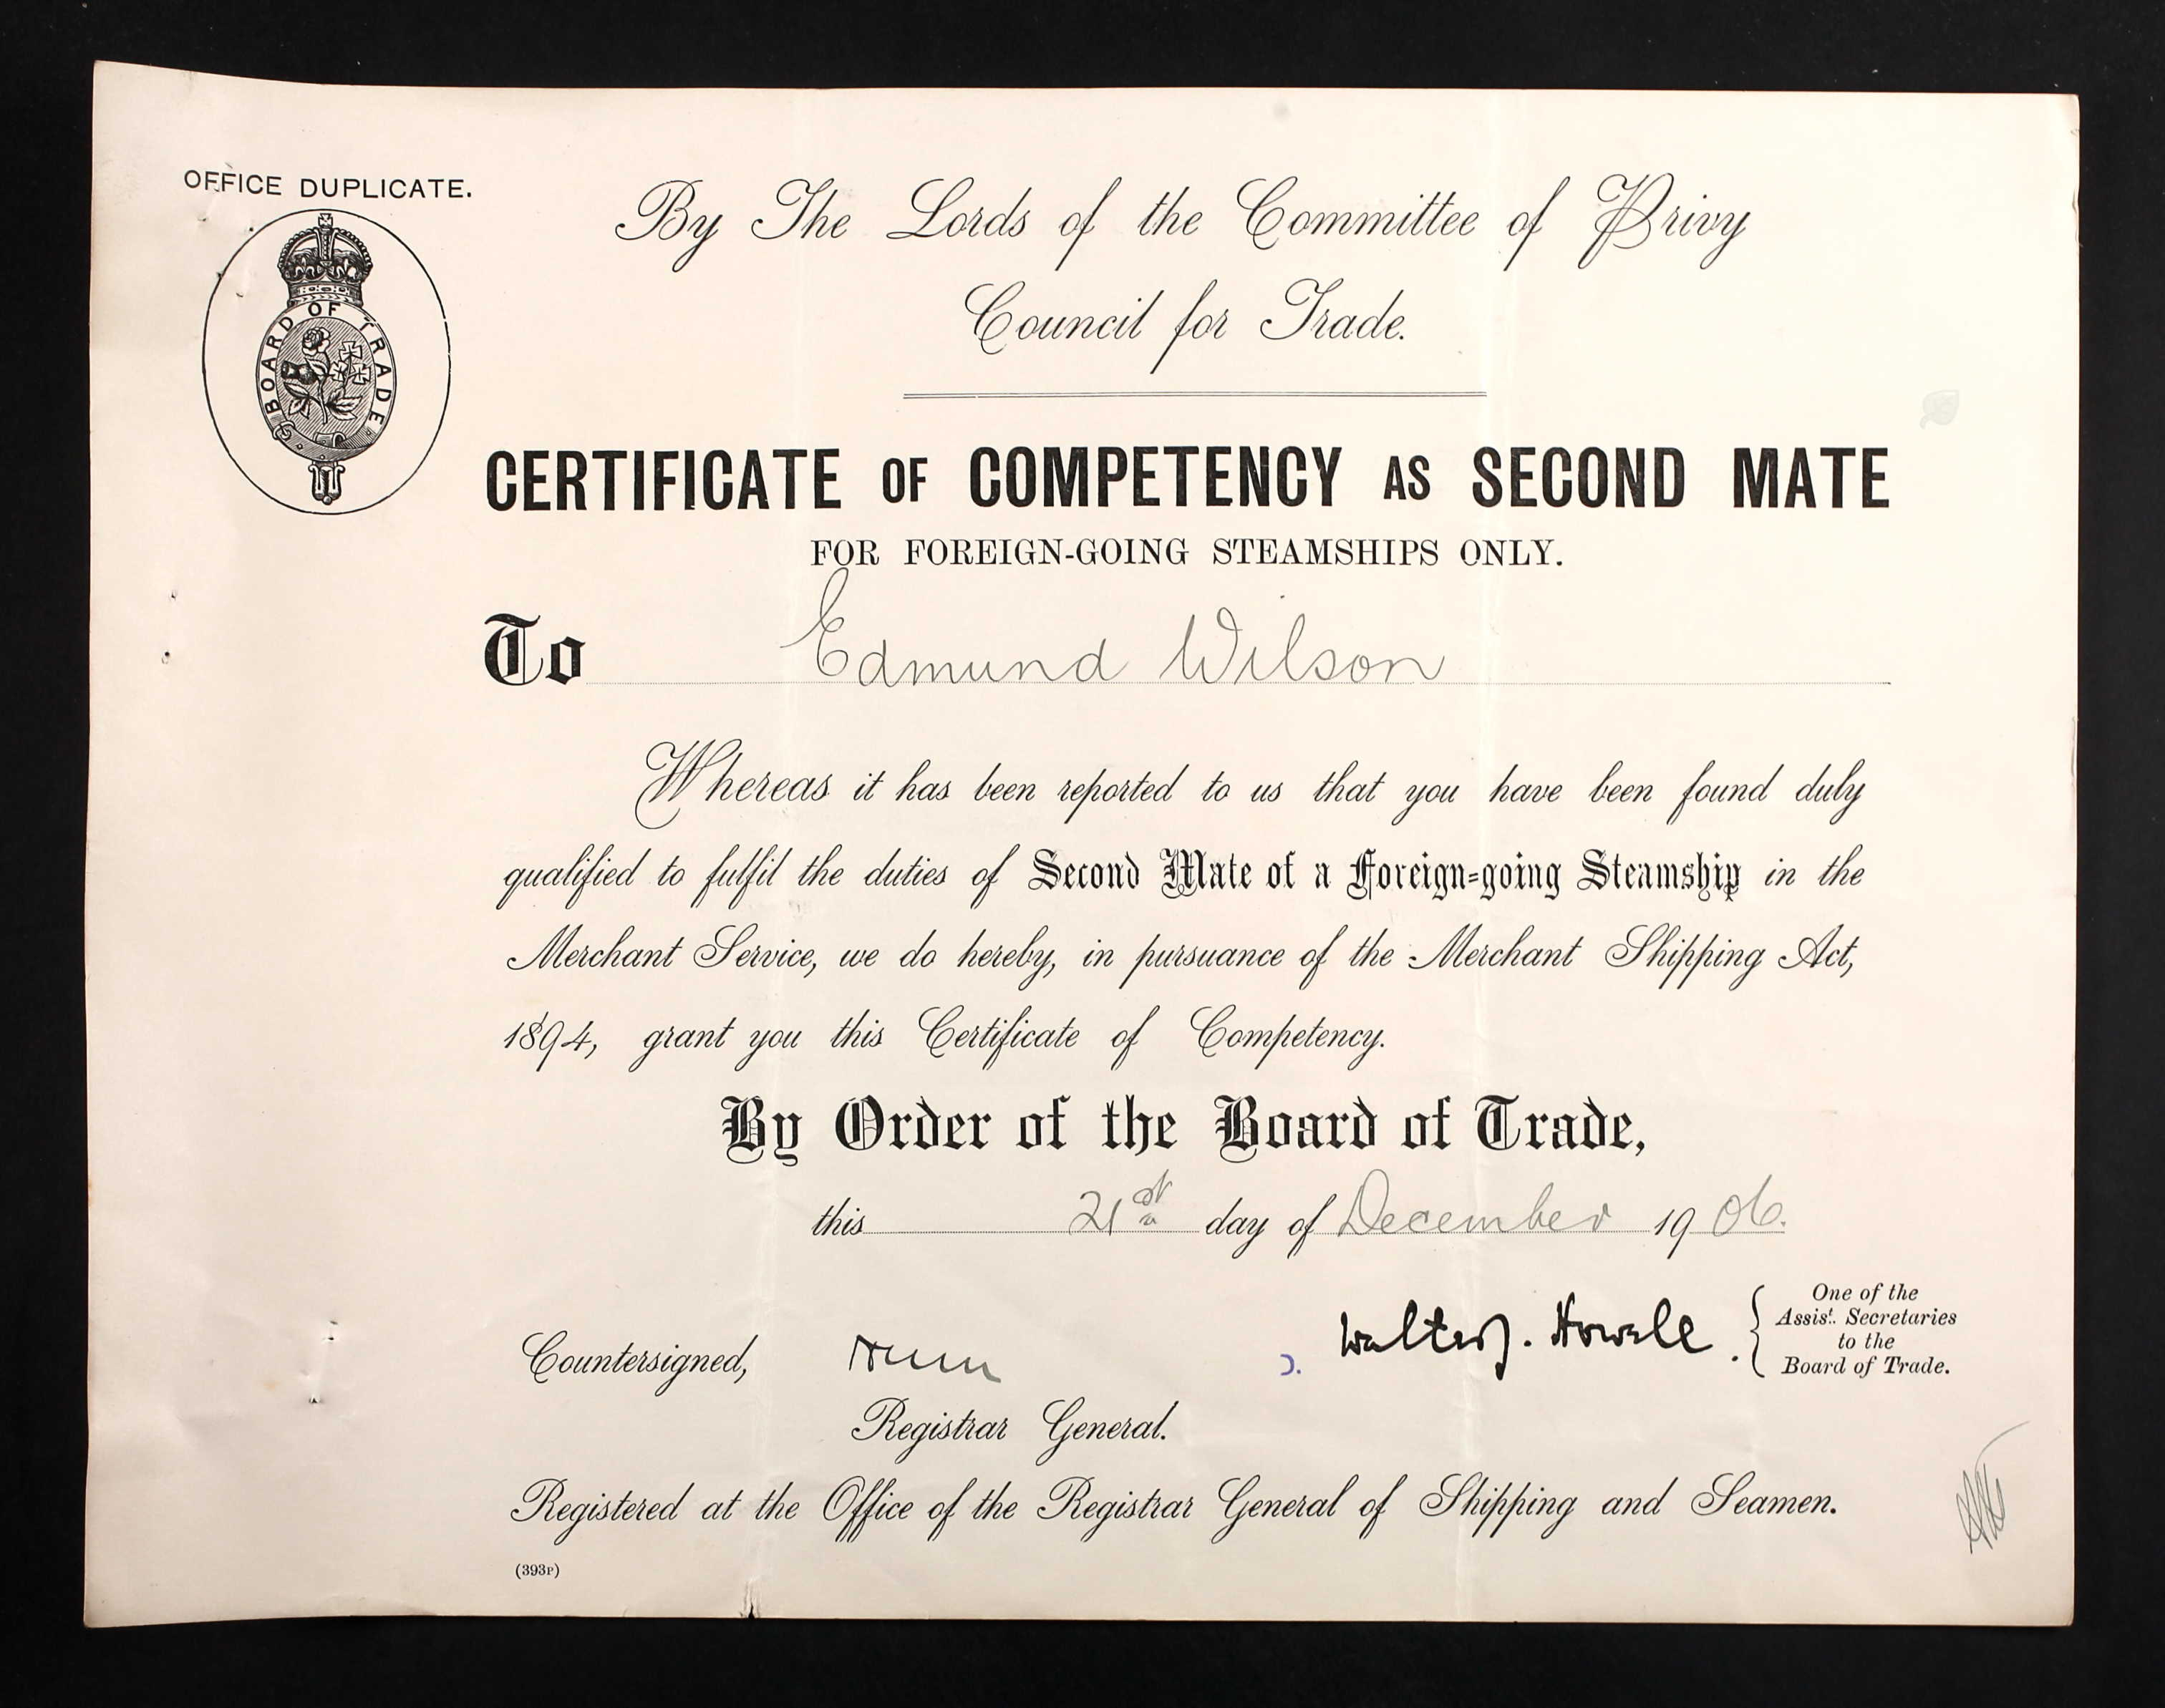 OFFICE DUPLICATE.
BOARD OF TRADE
By The Lords of the Committee of Privy
Council for Trade.
CERTIFICATE OF COMPETENCY AS SECOND MATE
FOR FOREIGN-GOING STEAMSHIPS ONLY.
To Edmund Wilson
Whereas it has been reported to us that you have been found duly
qualified to fulfil the duties of Second Mate of a Foreign-going Steamship in the
Merchant Service, we do hereby, in pursuance of the Merchant Shipping Act,
1894, grant you this Certificate of Competency.
By Order of the Board of Trade,
this 21st day of December 1906.
Walter J. Howell.
One of the
Assist. Secretaries
to the
Board of Trade.
Countersigned,
Registrar General.
Registered at the Office of the Registrar General of Shipping and Seamen.
(393P)